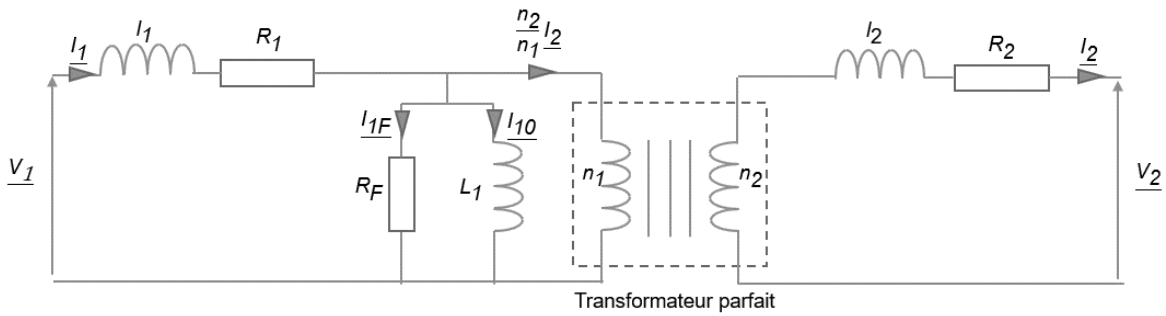 I1
l1
R1
n2
n1
I2
l2
R2
I2
V1
I1F
I10
RF
L1
n1
n2
V2
Transformateur parfait